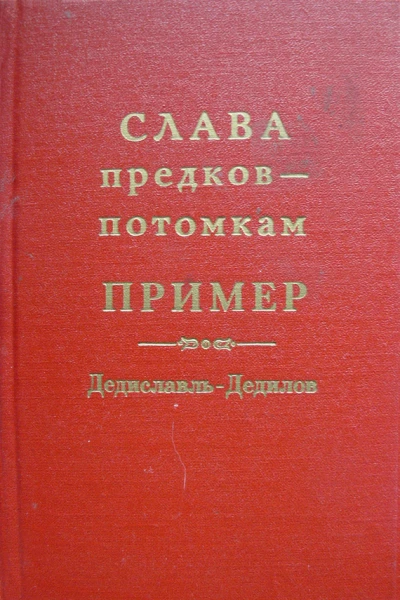 СЛАВА
предков —
потомкам
ПРИМЕР
Дедиславль-Дедилов